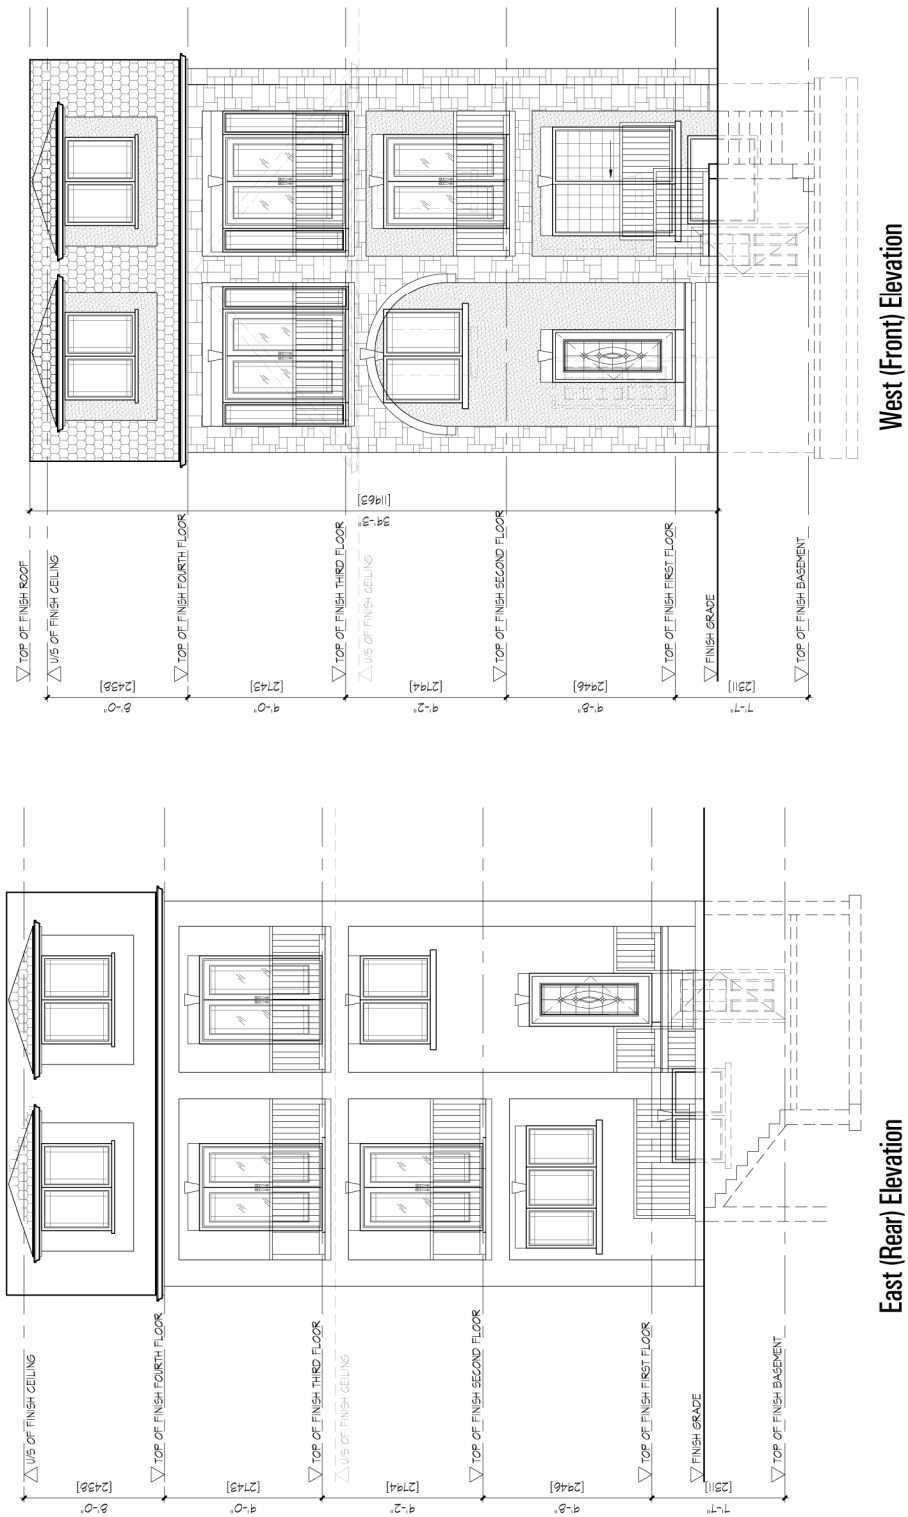 West (Front) Elevation
TOP OF FINISH ROOF
U/S OF FINISH CEILING
TOP OF FINISH FOURTH FLOOR
TOP OF FINISH THIRD FLOOR
U/S OF FINISH CEILING
TOP OF FINISH SECOND FLOOR
TOP OF FINISH FIRST FLOOR
FINISH GRADE
TOP OF FINISH BASEMENT
39'-3"
[11963]
8'-0"
[2438]
9'-0"
[2743]
9'-2"
[2794]
9'-8"
[2946]
7'-7"
[2311]
East (Rear) Elevation
U/S OF FINISH CEILING
TOP OF FINISH FOURTH FLOOR
TOP OF FINISH THIRD FLOOR
U/S OF FINISH CEILING
TOP OF FINISH SECOND FLOOR
TOP OF FINISH FIRST FLOOR
FINISH GRADE
TOP OF FINISH BASEMENT
8'-0"
[2438]
9'-0"
[2743]
9'-2"
[2794]
9'-8"
[2946]
7'-7"
[2311]